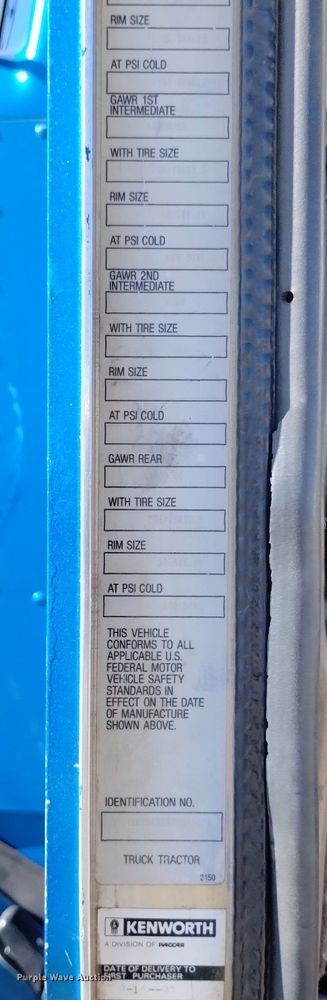 RIM SIZE
AT PSI COLD
GAWR 1ST
INTERMEDIATE
WITH TIRE SIZE
RIM SIZE
AT PSI COLD
GAWR 2ND
INTERMEDIATE
WITH TIRE SIZE
RIM SIZE
AT PSI COLD
GAWR REAR
WITH TIRE SIZE
RIM SIZE
AT PSI COLD
THIS VEHICLE
CONFORMS TO ALL
APPLICABLE U.S.
FEDERAL MOTOR
VEHICLE SAFETY
STANDARDS IN
EFFECT ON THE DATE
OF MANUFACTURE
SHOWN ABOVE.
IDENTIFICATION NO.
TRUCK TRACTOR
2150
KENWORTH
A DIVISION OF PACCAR
DATE OF DELIVERY TO
FIRST PURCHASER
Purple Wave Auction